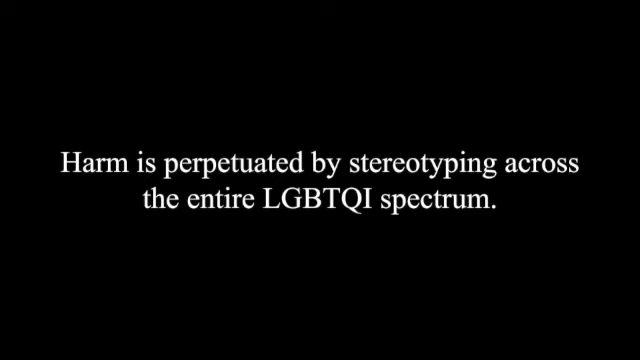 Harm is perpetuated by stereotyping across
the entire LGBTQI spectrum.